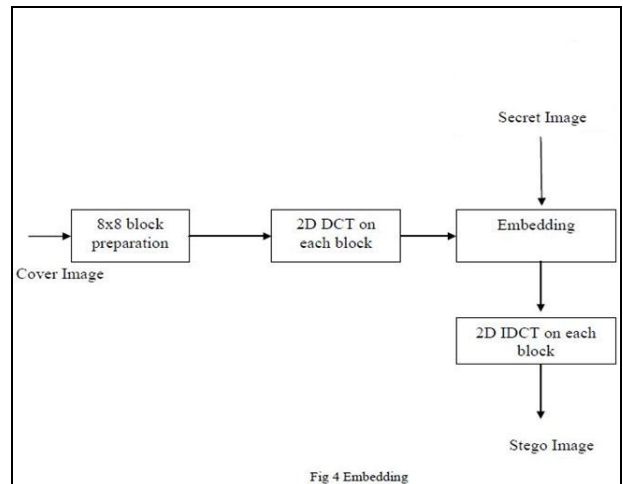 Secret Image
8x8 block
preparation
2D DCT on
each block
Embedding
Cover Image
2D IDCT on each
block
Stego Image
Fig 4 Embedding